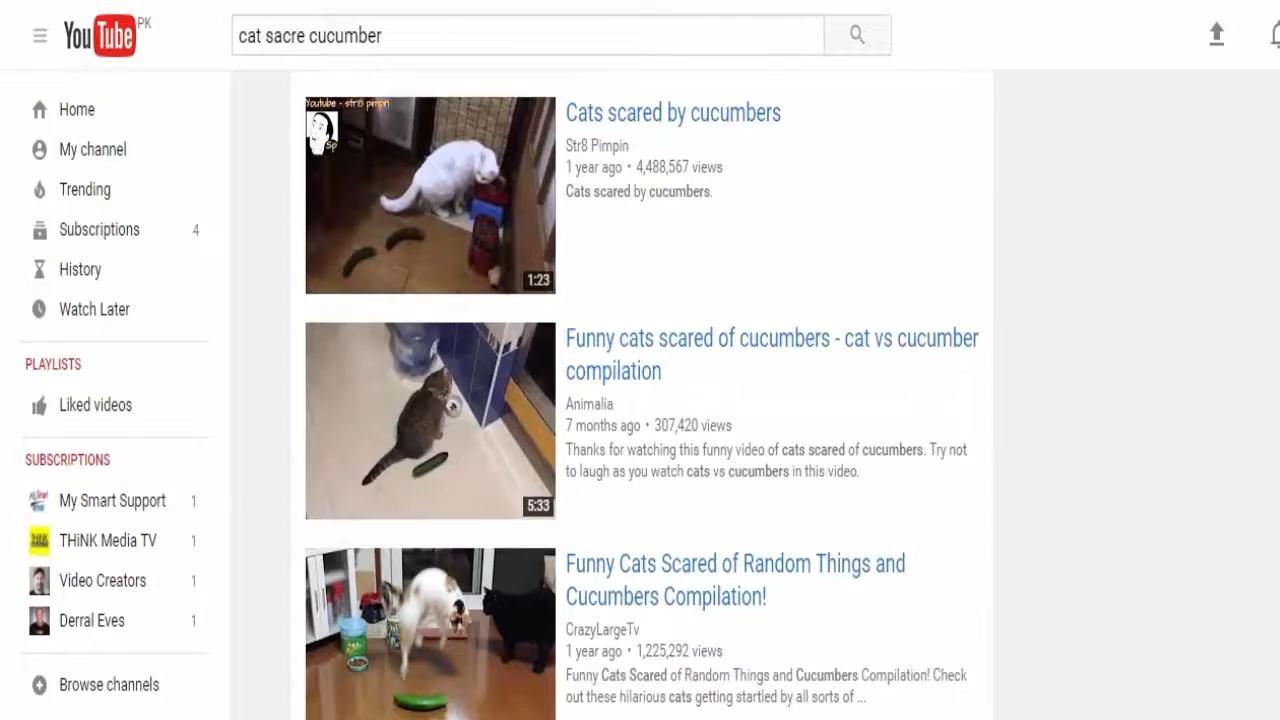 YouTube PK
cat sacre cucumber
Home
My channel
Trending
Subscriptions 4
History
Watch Later
PLAYLISTS
Liked videos
SUBSCRIPTIONS
My Smart Support 1
THiNK Media TV 1
Video Creators 1
Derral Eves 1
Browse channels
Youtube - str8 pimpin
Sp
1:23
Cats scared by cucumbers
Str8 Pimpin
1 year ago • 4,488,567 views
Cats scared by cucumbers.
5:33
Funny cats scared of cucumbers - cat vs cucumber
compilation
Animalia
7 months ago • 307,420 views
Thanks for watching this funny video of cats scared of cucumbers. Try not
to laugh as you watch cats vs cucumbers in this video.
Funny Cats Scared of Random Things and
Cucumbers Compilation!
CrazyLargeTv
1 year ago • 1,225,292 views
Funny Cats Scared of Random Things and Cucumbers Compilation! Check
out these hilarious cats getting startled by all sorts of ...